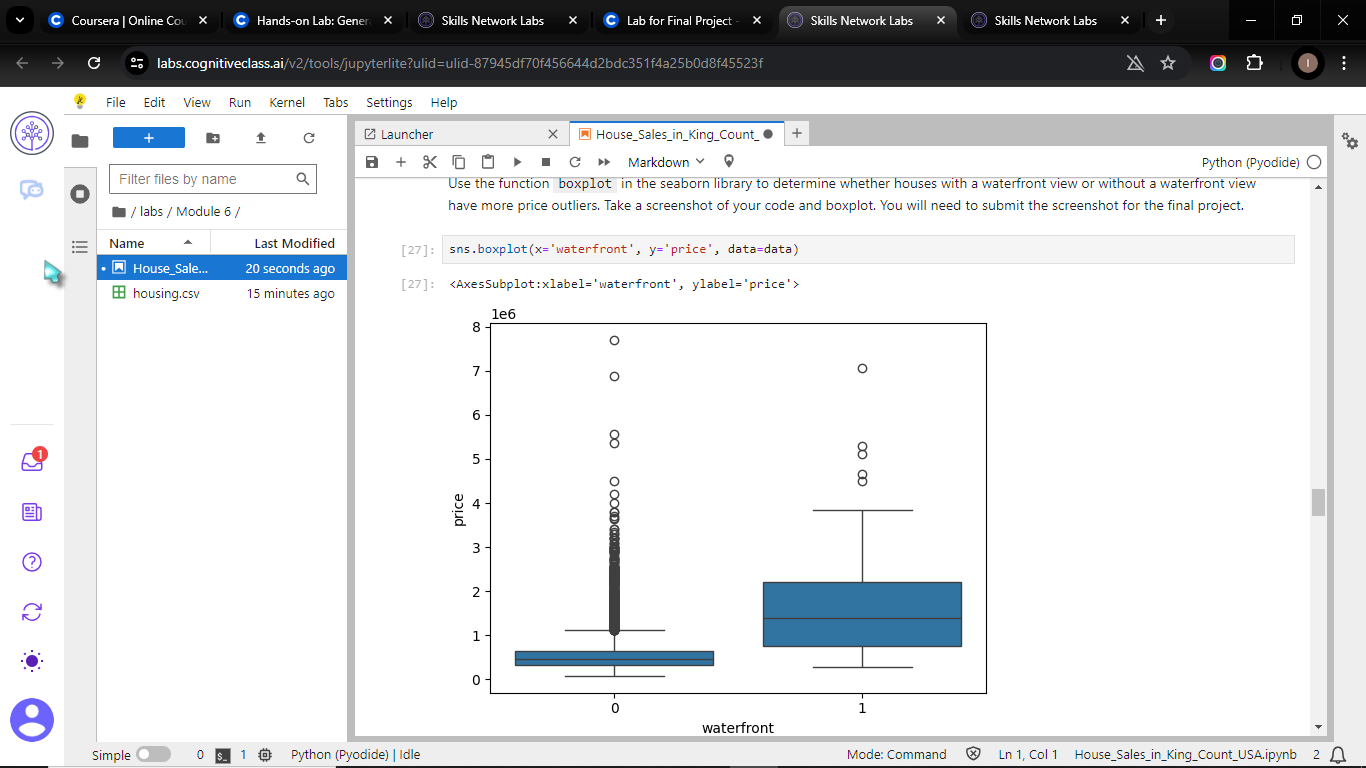 Coursera | Online Cou
Hands-on Lab: Genera
Skills Network Labs
Lab for Final Project -
Skills Network Labs
Skills Network Labs
labs.cognitiveclass.ai/v2/tools/jupyterlite?ulid=ulid-87945df70f456644d2bdc351f4a25b0d8f45523f
I
File Edit View Run Kernel Tabs Settings Help
Launcher
House_Sales_in_King_Count_
Filter files by name
Markdown
Python (Pyodide)
/ labs / Module 6 /
Name Last Modified
House_Sale... 20 seconds ago
housing.csv 15 minutes ago
Use the function boxplot in the seaborn library to determine whether houses with a waterfront view or without a waterfront view
have more price outliers. Take a screenshot of your code and boxplot. You will need to submit the screenshot for the final project.
[27]: sns.boxplot(x='waterfront', y='price', data=data)
[27]: <AxesSubplot:xlabel='waterfront', ylabel='price'>
1e6
8
7
6
5
4
3
2
1
0
price
0 1
waterfront
1
Simple 0 $_ 1 Python (Pyodide) | Idle
Mode: Command Ln 1, Col 1 House_Sales_in_King_Count_USA.ipynb 2